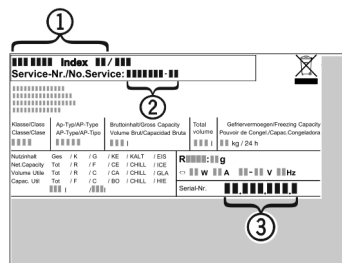 1
Index /
Service-Nr./No.Service: -
2
Klasse/Class Ap-Typ/AP-Type Bruttoinhalt/Gross Capacity Total Gefriervermoegen/Freezing Capacity
Classe/Clase AP-Type/AP-Tipo Volume Brut/Capacidad Bruta volume Pouvoir de Congel./Capac.Congeladora
l l kg / 24 h
Nutzinhalt Ges / K / G / KE / KALT / EIS
Net Capacity Tot / R / F / CE / CHILL / ICE
Volume Utile Tot / R / C / CA / CHILL / GLA
Capac. Util Tot / F / C / BO / CHILL / HIE
l / l
R : g
W A - V Hz
Serial-Nr. , , ,
3